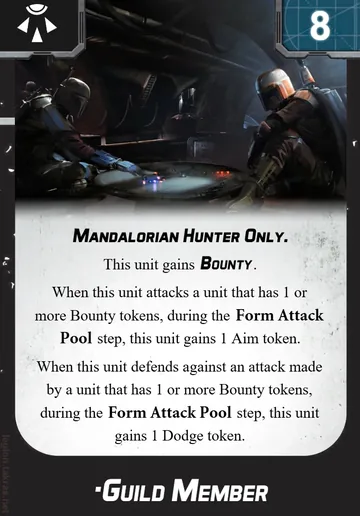 8
MANDALORIAN HUNTER ONLY.
This unit gains BOUNTY.
When this unit attacks a unit that has 1 or
more Bounty tokens, during the Form Attack
Pool step, this unit gains 1 Aim token.
When this unit defends against an attack made
by a unit that has 1 or more Bounty tokens,
during the Form Attack Pool step, this unit
gains 1 Dodge token.
•GUILD MEMBER